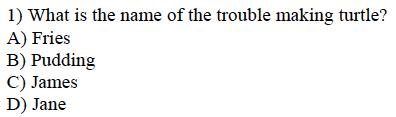 1) What is the name of the trouble making turtle?
A) Fries
B) Pudding
C) James
D) Jane